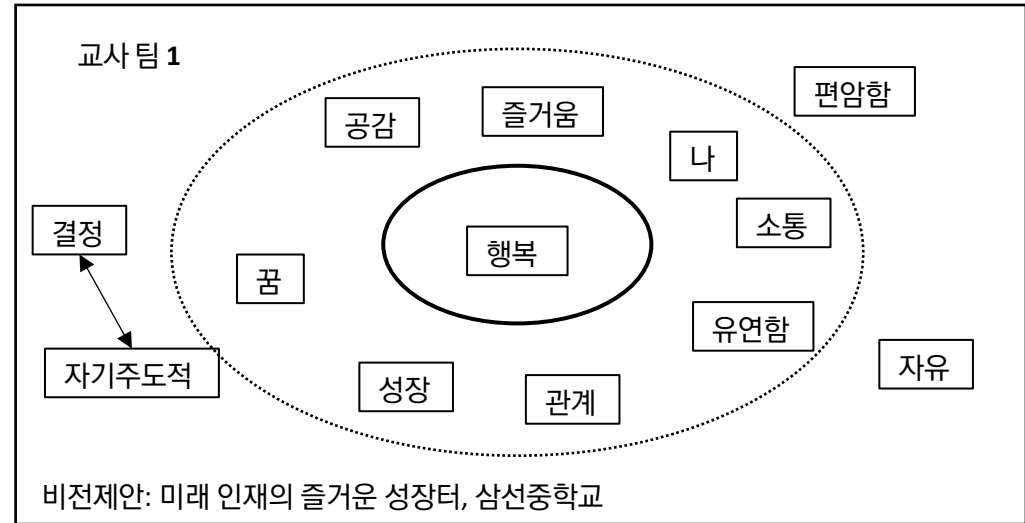 교사 팀 1
편암함
공감
즐거움
나
소통
결정
행복
꿈
유연함
자기주도적
성장
관계
자유
비전제안: 미래 인재의 즐거운 성장터, 삼선중학교